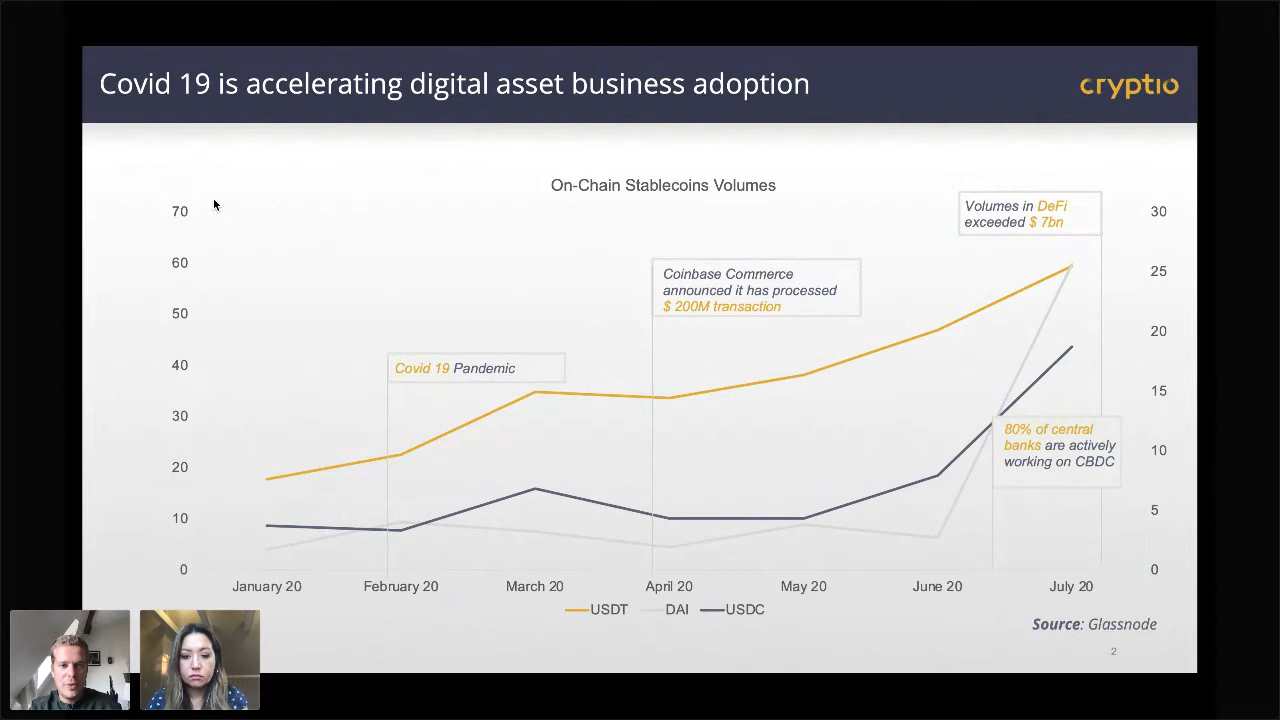 Covid 19 is accelerating digital asset business adoption
cryptio
On-Chain Stablecoins Volumes
70
60
50
40
30
20
10
0
30
25
20
15
10
5
0
Volumes in DeFi
exceeded $ 7bn
Coinbase Commerce
announced it has processed
$ 200M transaction
Covid 19 Pandemic
80% of central
banks are actively
working on CBDC
January 20
February 20
March 20
April 20
May 20
June 20
July 20
USDT
DAI
USDC
Source: Glassnode
2